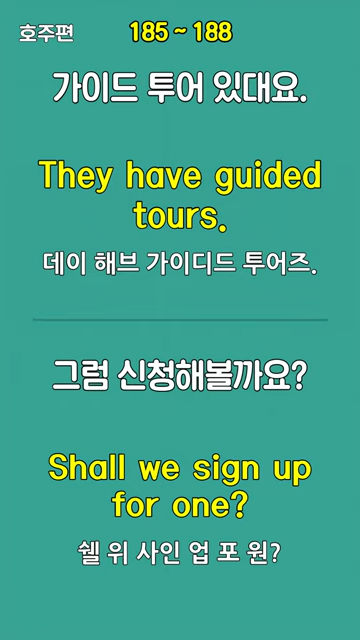 호주편
185 ~ 188
가이드 투어 있대요.
They have guided
tours.
데이 해브 가이디드 투어즈.
그럼 신청해볼까요?
Shall we sign up
for one?
쉘 위 사인 업 포 원?